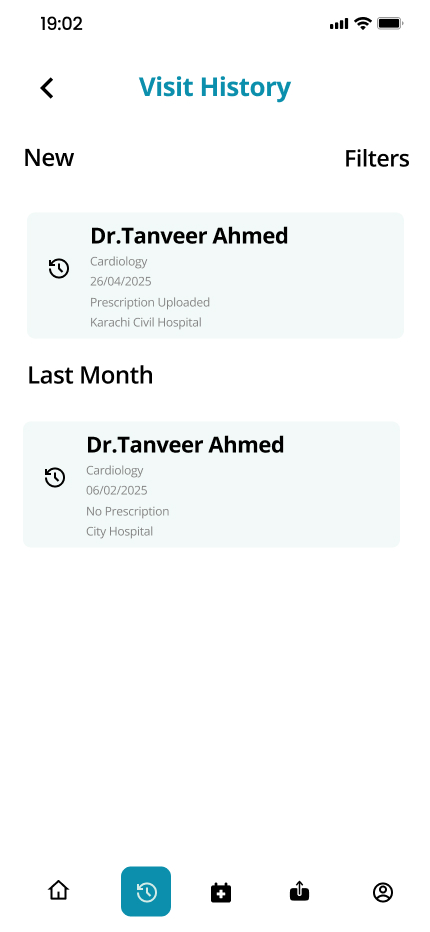 19:02
Visit History
New
Filters
Dr.Tanveer Ahmed
Cardiology
26/04/2025
Prescription Uploaded
Karachi Civil Hospital
Last Month
Dr.Tanveer Ahmed
Cardiology
06/02/2025
No Prescription
City Hospital